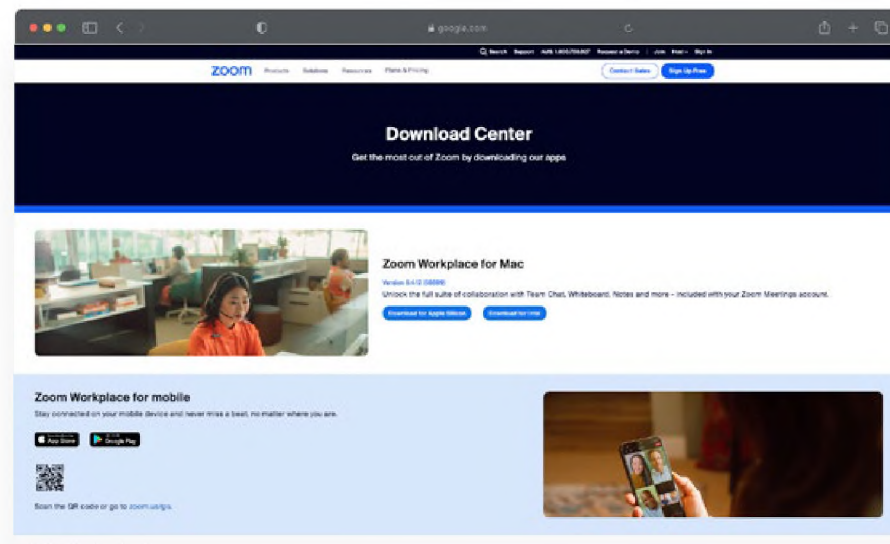 google.com
Search Support Request a Demo Join Host Sign In
zoom Products Solutions Resources Plans & Pricing Contact Sales Sign Up Free
Download Center
Get the most out of Zoom by downloading our apps
Zoom Workplace for Mac
Version
Unlock the full suite of collaboration with Team Chat, Whiteboard, Notes and more – included with your Zoom Meetings account.
Download for Apple Silicon Download for Intel
Zoom Workplace for mobile
Stay connected on your mobile device and never miss a beat, no matter where you are.
App Store Google Play
Scan the QR code or go to